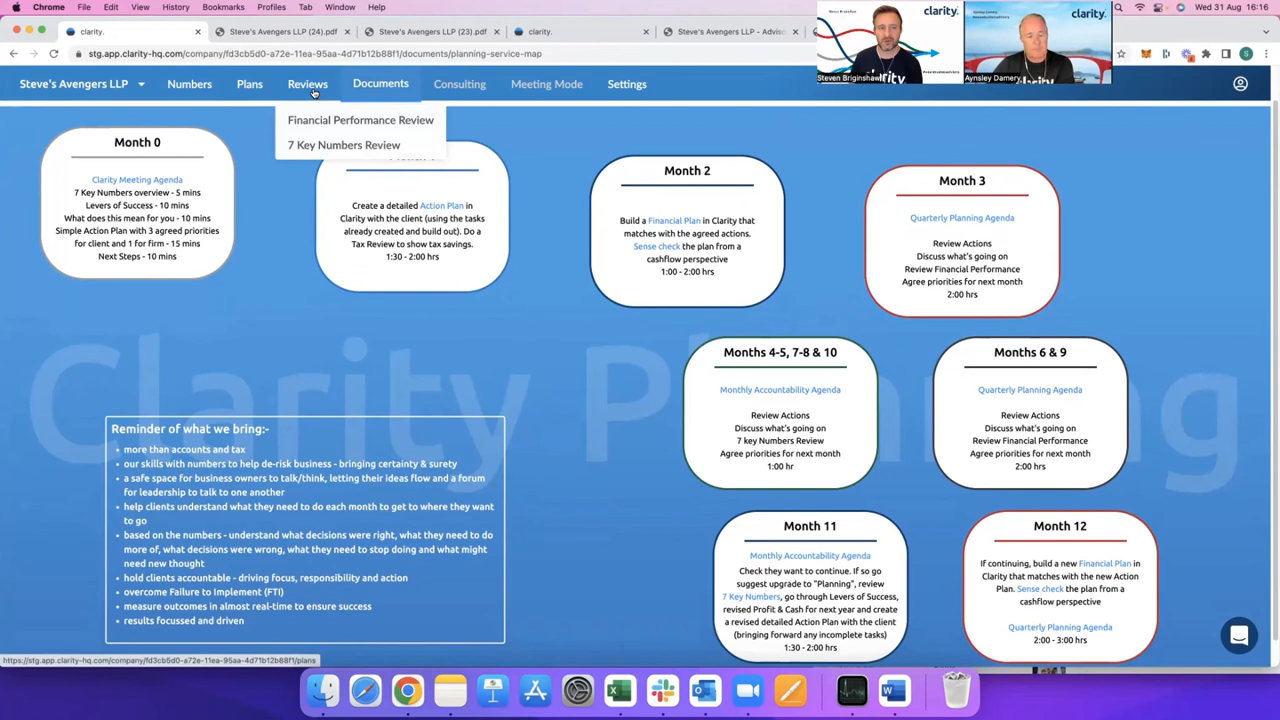 Chrome File Edit View History Bookmarks Profiles Tab Window Help
Wed 31 Aug 16:16
clarity.
Steve's Avengers LLP (24).pdf
Steve's Avengers LLP (23).pdf
clarity.
Steve's Avengers LLP - Advis
stg.app.clarity-hq.com/company/fd3cb5d0-a72e-11ea-95aa-4d71b12b88f1/documents/planning-service-map
clarity.
Steven Briginshaw
clarity.
Aynsley Damery
Steve's Avengers LLP
Numbers
Plans
Reviews
Documents
Consulting
Meeting Mode
Settings
Financial Performance Review
7 Key Numbers Review
Month 0
Clarity Meeting Agenda
7 Key Numbers overview - 5 mins
Levers of Success - 10 mins
What does this mean for you - 10 mins
Simple Action Plan with 3 agreed priorities
for client and 1 for firm - 15 mins
Next Steps - 10 mins
Create a detailed Action Plan in
Clarity with the client (using the tasks
already created and build out). Do a
Tax Review to show tax savings.
1:30 - 2:00 hrs
Month 2
Build a Financial Plan in Clarity that
matches with the agreed actions.
Sense check the plan from a
cashflow perspective
1:00 - 2:00 hrs
Month 3
Quarterly Planning Agenda
Review Actions
Discuss what's going on
Review Financial Performance
Agree priorities for next month
2:00 hrs
Months 4-5, 7-8 & 10
Monthly Accountability Agenda
Review Actions
Discuss what's going on
7 key Numbers Review
Agree priorities for next month
1:00 hr
Months 6 & 9
Quarterly Planning Agenda
Review Actions
Discuss what's going on
Review Financial Performance
Agree priorities for next month
2:00 hrs
Clarity Planning
Reminder of what we bring:-
• more than accounts and tax
• our skills with numbers to help de-risk business - bringing certainty & surety
• a safe space for business owners to talk/think, letting their ideas flow and a forum
for leadership to talk to one another
• help clients understand what they need to do each month to get to where they want
to go
• based on the numbers - understand what decisions were right, what they need to do
more of, what decisions were wrong, what they need to stop doing and what might
need new thought
• hold clients accountable - driving focus, responsibility and action
• overcome Failure to Implement (FTI)
• measure outcomes in almost real-time to ensure success
• results focussed and driven
Month 11
Monthly Accountability Agenda
Check they want to continue. If so go
suggest upgrade to "Planning", review
7 Key Numbers, go through Levers of Success,
revised Profit & Cash for next year and create
a revised detailed Action Plan with the client
(bringing forward any incomplete tasks)
1:30 - 2:00 hrs
Month 12
If continuing, build a new Financial Plan in
Clarity that matches with the new Action
Plan. Sense check the plan from a
cashflow perspective
Quarterly Planning Agenda
2:00 - 3:00 hrs
https://stg.app.clarity-hq.com/company/fd3cb5d0-a72e-11ea-95aa-4d71b12b88f1/plans